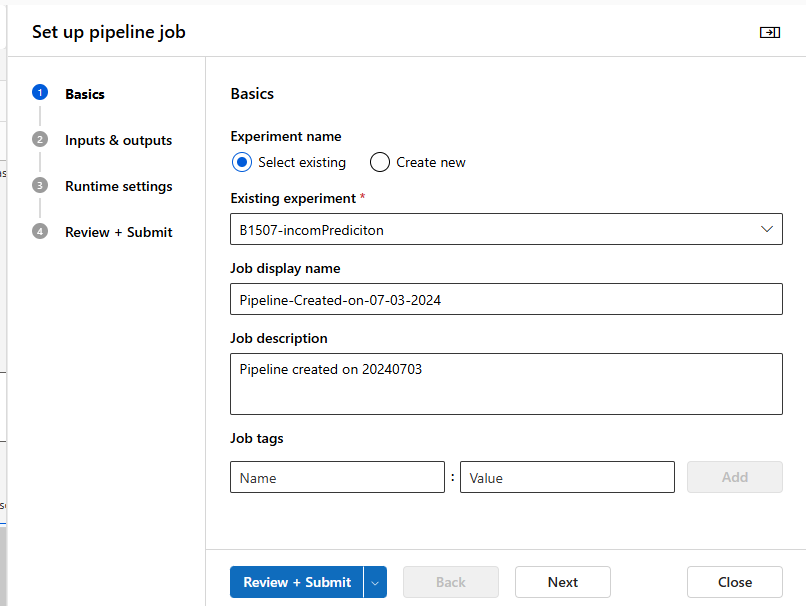 Set up pipeline job
1 Basics
2 Inputs & outputs
3 Runtime settings
4 Review + Submit
Basics
Experiment name
Select existing Create new
Existing experiment *
B1507-incomPrediciton
Job display name
Pipeline-Created-on-07-03-2024
Job description
Pipeline created on 20240703
Job tags
Name : Value Add
Review + Submit Back Next Close